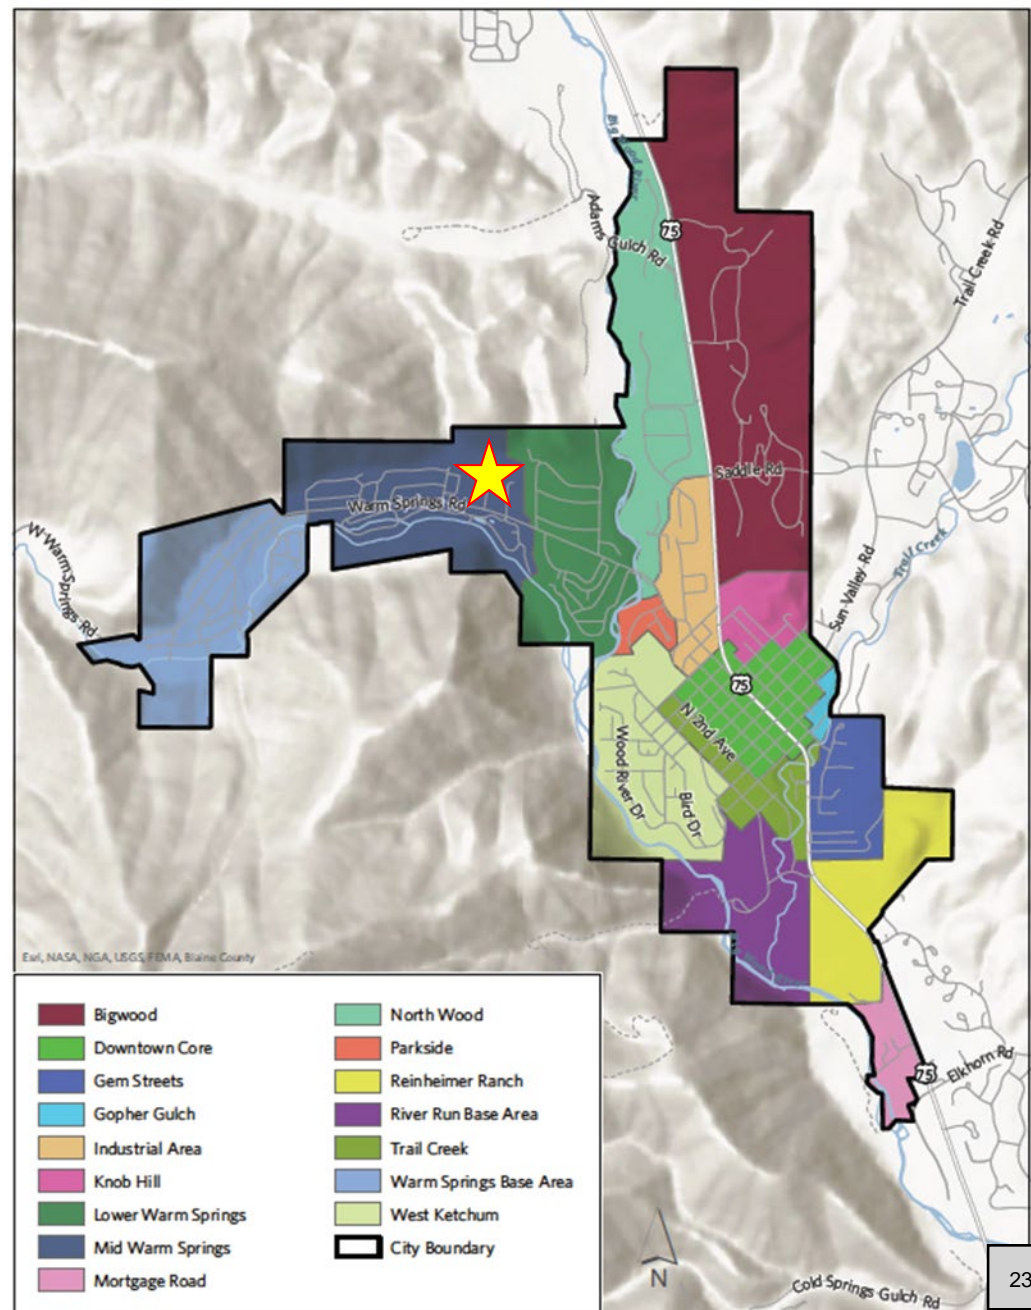 Big Wood River
75
Adams Gulch Rd
Trail Creek Rd
Saddle Rd
Warm Springs Rd
W Warm Springs Rd
Trail Creek
Sun Valley Rd
75
N 2nd Ave
Wood River Dr
Bird Dr
Esri, NASA, NGA, USGS, FEMA, Blaine County
75
Elkhorn Rd
Bigwood
Downtown Core
Gem Streets
Gopher Gulch
Industrial Area
Knob Hill
Lower Warm Springs
Mid Warm Springs
Mortgage Road
North Wood
Parkside
Reinheimer Ranch
River Run Base Area
Trail Creek
Warm Springs Base Area
West Ketchum
City Boundary
N
Cold Springs Gulch Rd
23